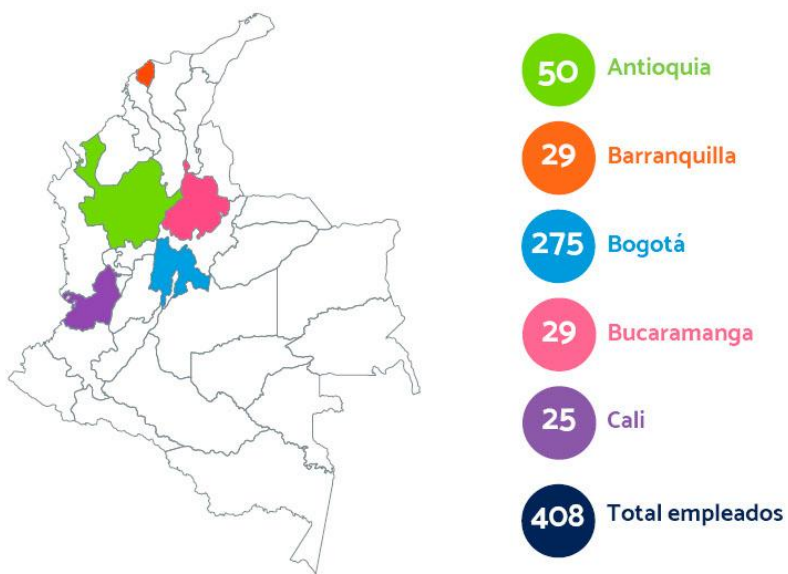 50 Antioquia
29 Barranquilla
275 Bogotá
29 Bucaramanga
25 Cali
408 Total empleados